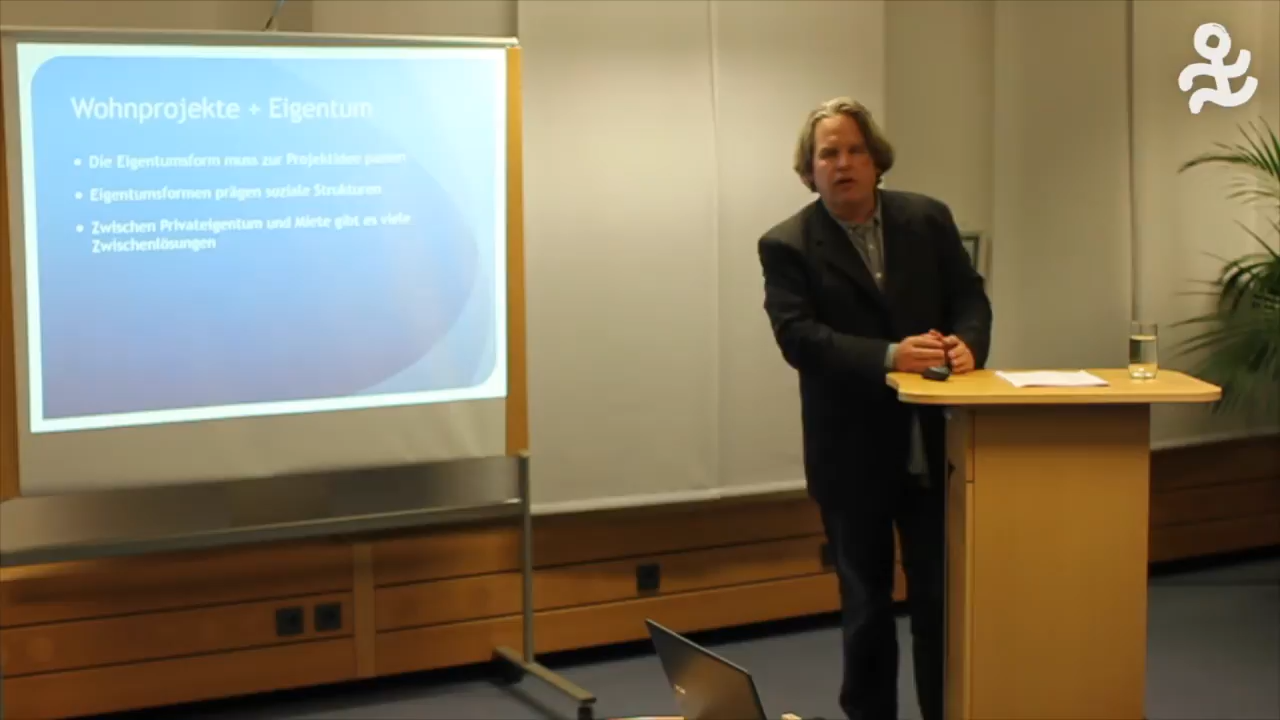 Wohnprojekte + Eigentum
• Die Eigentumsform muss zur Projektidee passen
• Eigentumsformen prägen soziale Strukturen
• Zwischen Privateigentum und Miete gibt es viele
Zwischenlösungen